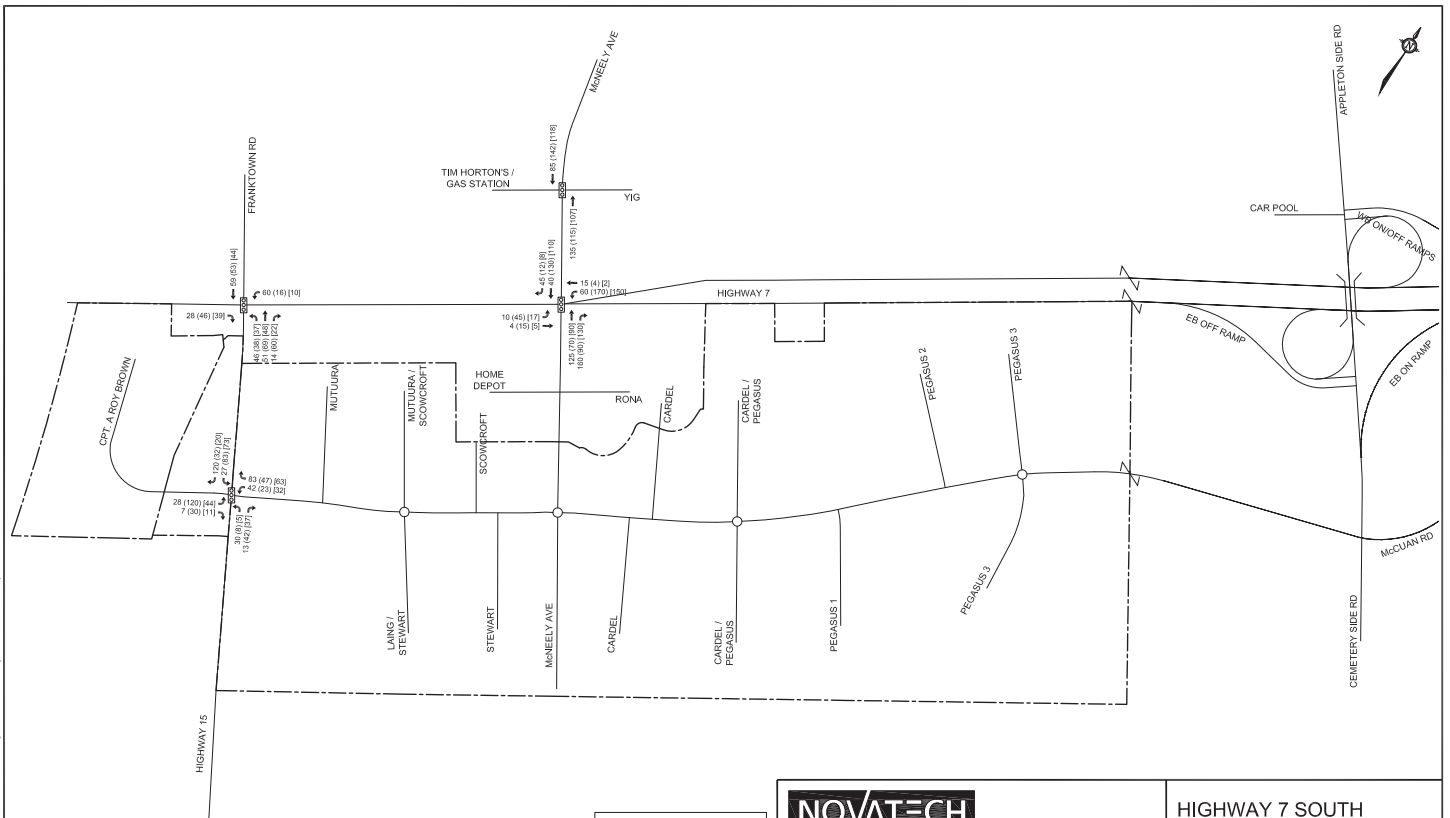 N
APPLETON SIDE RD
McNEELY AVE
FRANKTOWN RD
85 (142) [118]
TIM HORTON'S /
GAS STATION
YIG
CAR POOL
WB ON/OFF RAMPS
135 (115) [107]
59 (53) [44]
60 (16) [10]
45 (12) [8]
40 (130) [110]
15 (4) [2]
60 (170) [150]
HIGHWAY 7
28 (46) [39]
46 (38) [37]
51 (69) [48]
14 (60) [22]
10 (45) [17]
4 (15) [5]
125 (70) [90]
160 (90) [130]
EB OFF RAMP
EB ON RAMP
CPT. A ROY BROWN
MUTUURA
MUTUURA /
SCOWCROFT
HOME
DEPOT
RONA
SCOWCROFT
CARDEL
CARDEL /
PEGASUS
PEGASUS 2
PEGASUS 3
120 (32) [20]
27 (83) [73]
83 (47) [63]
42 (23) [32]
28 (120) [44]
7 (30) [11]
30 (8) [5]
13 (42) [37]
McCUAN RD
LAING /
STEWART
STEWART
McNEELY AVE
CARDEL
CARDEL /
PEGASUS
PEGASUS 1
PEGASUS 3
CEMETERY SIDE RD
HIGHWAY 15
NOVATECH
HIGHWAY 7 SOUTH